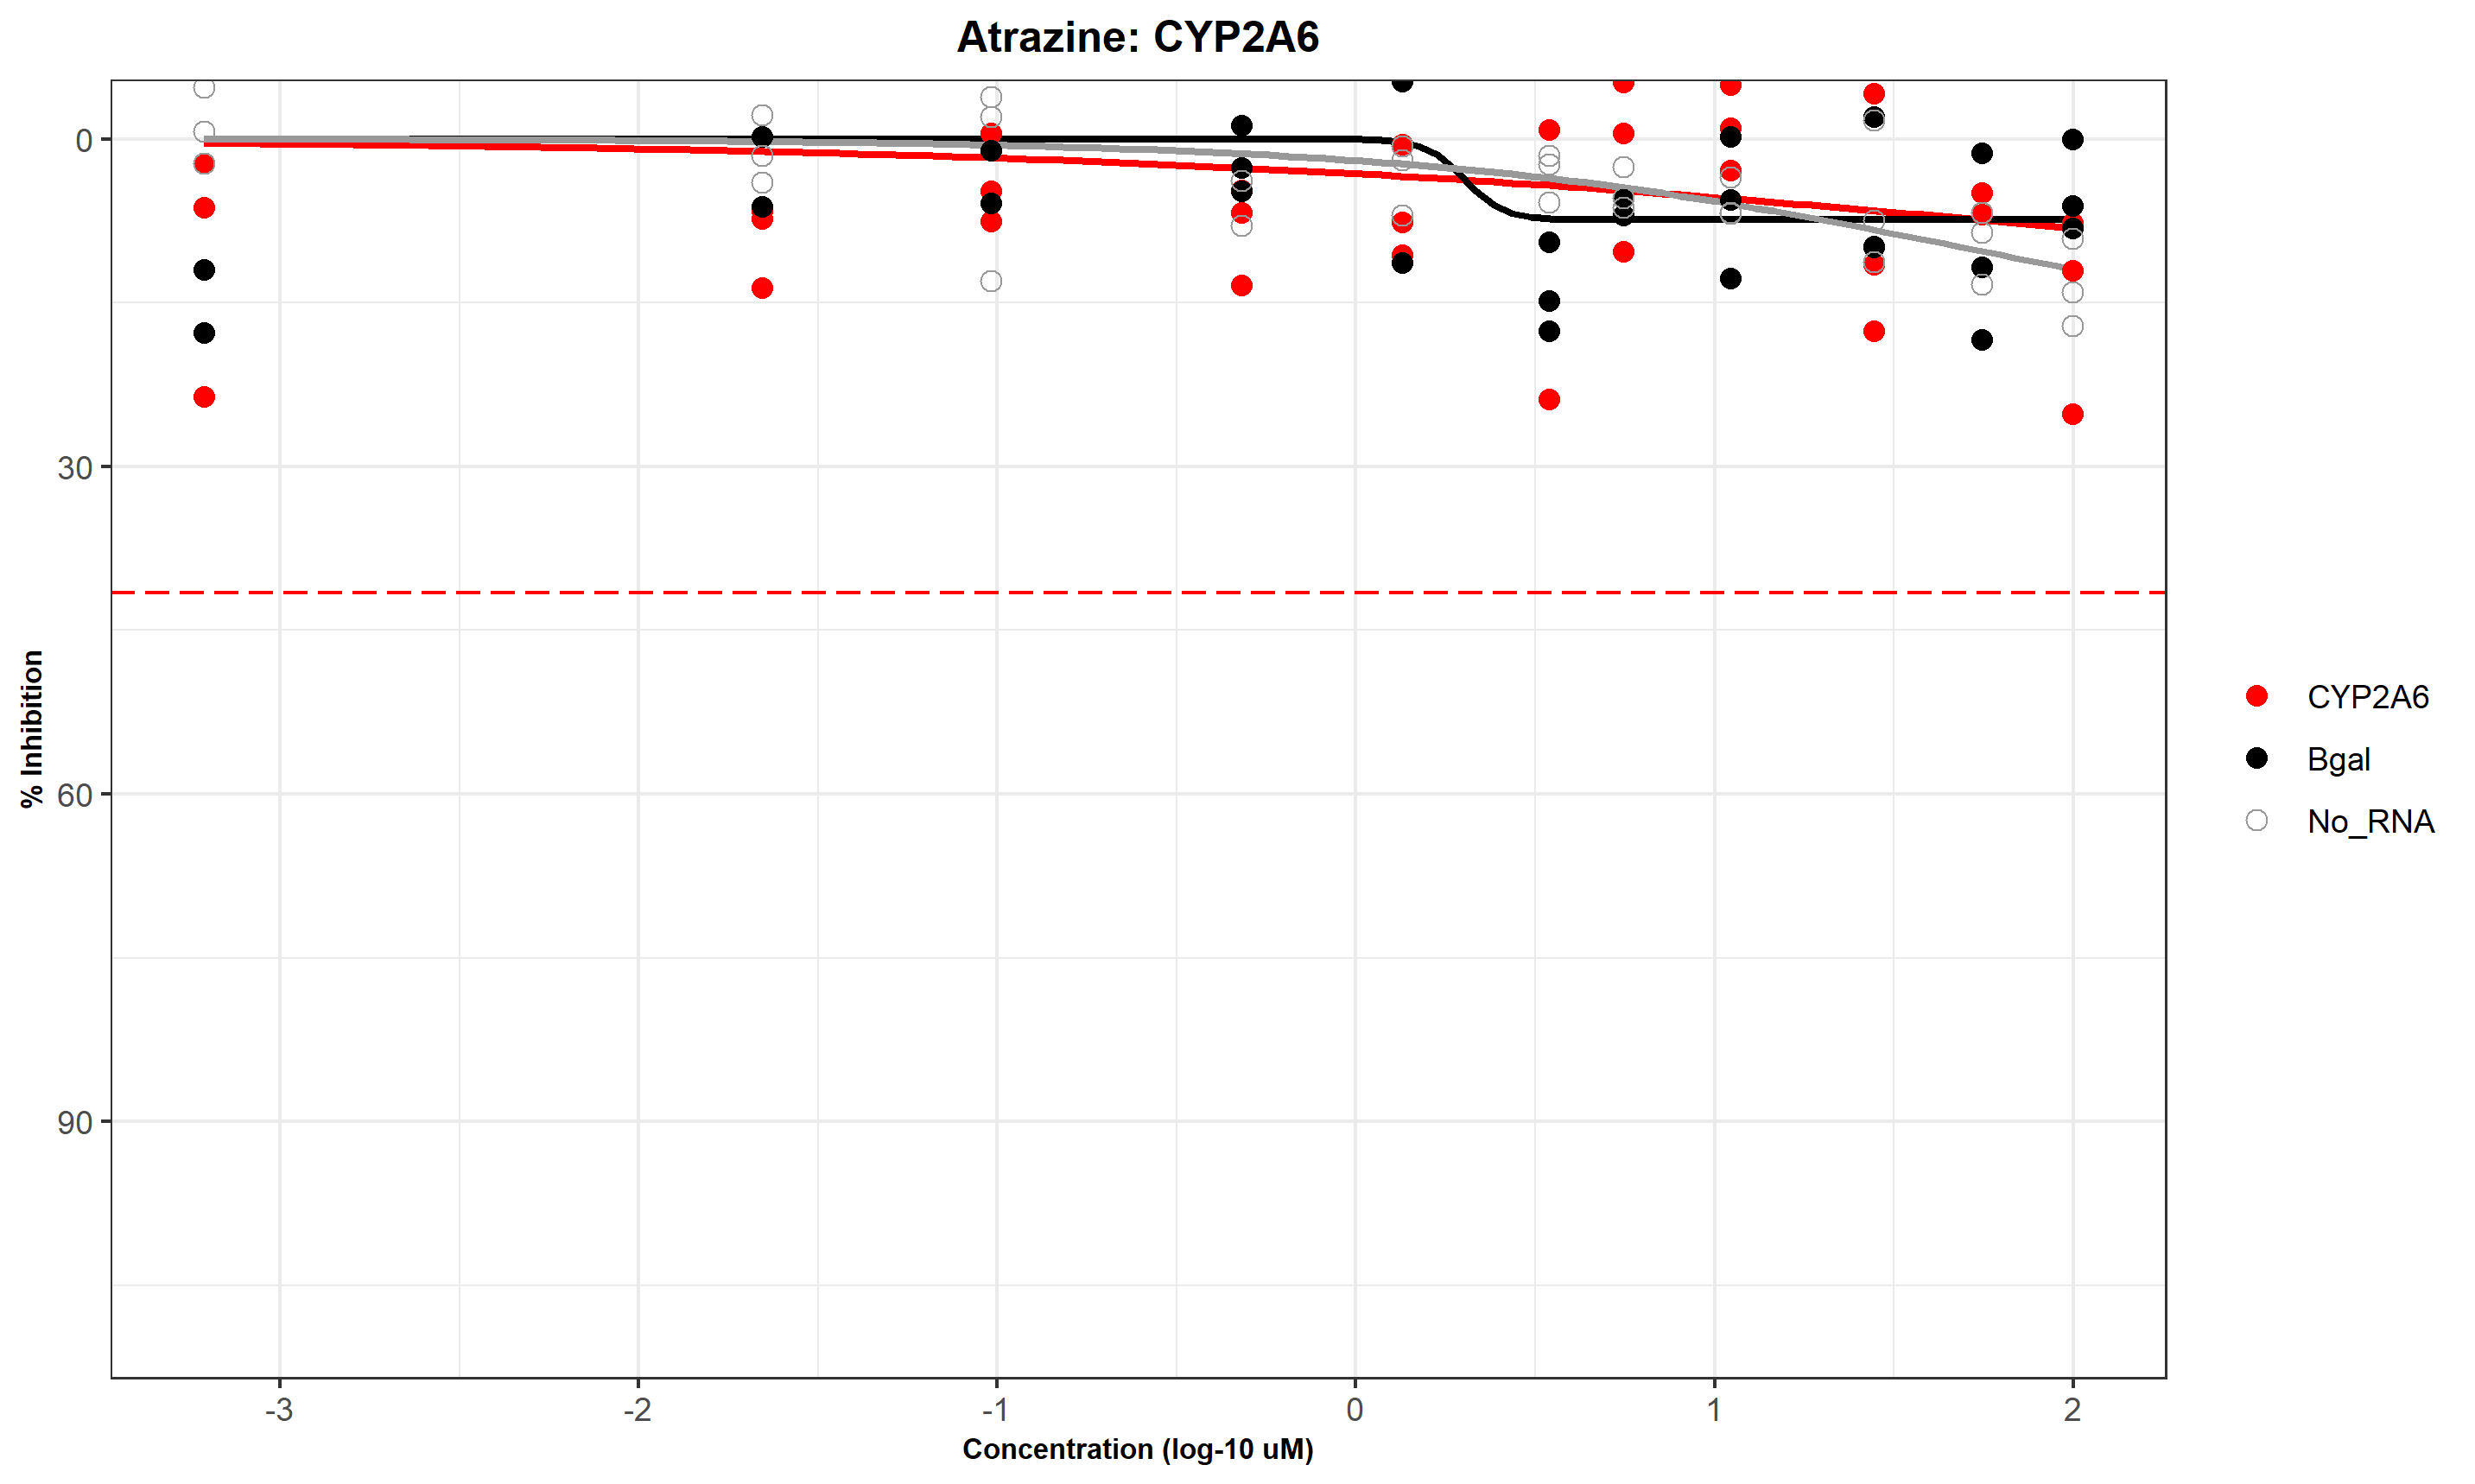 Atrazine: CYP2A6
% Inhibition
0
30
60
90
-3
-2
-1
0
1
2
Concentration (log-10 uM)
CYP2A6
Bgal
No_RNA